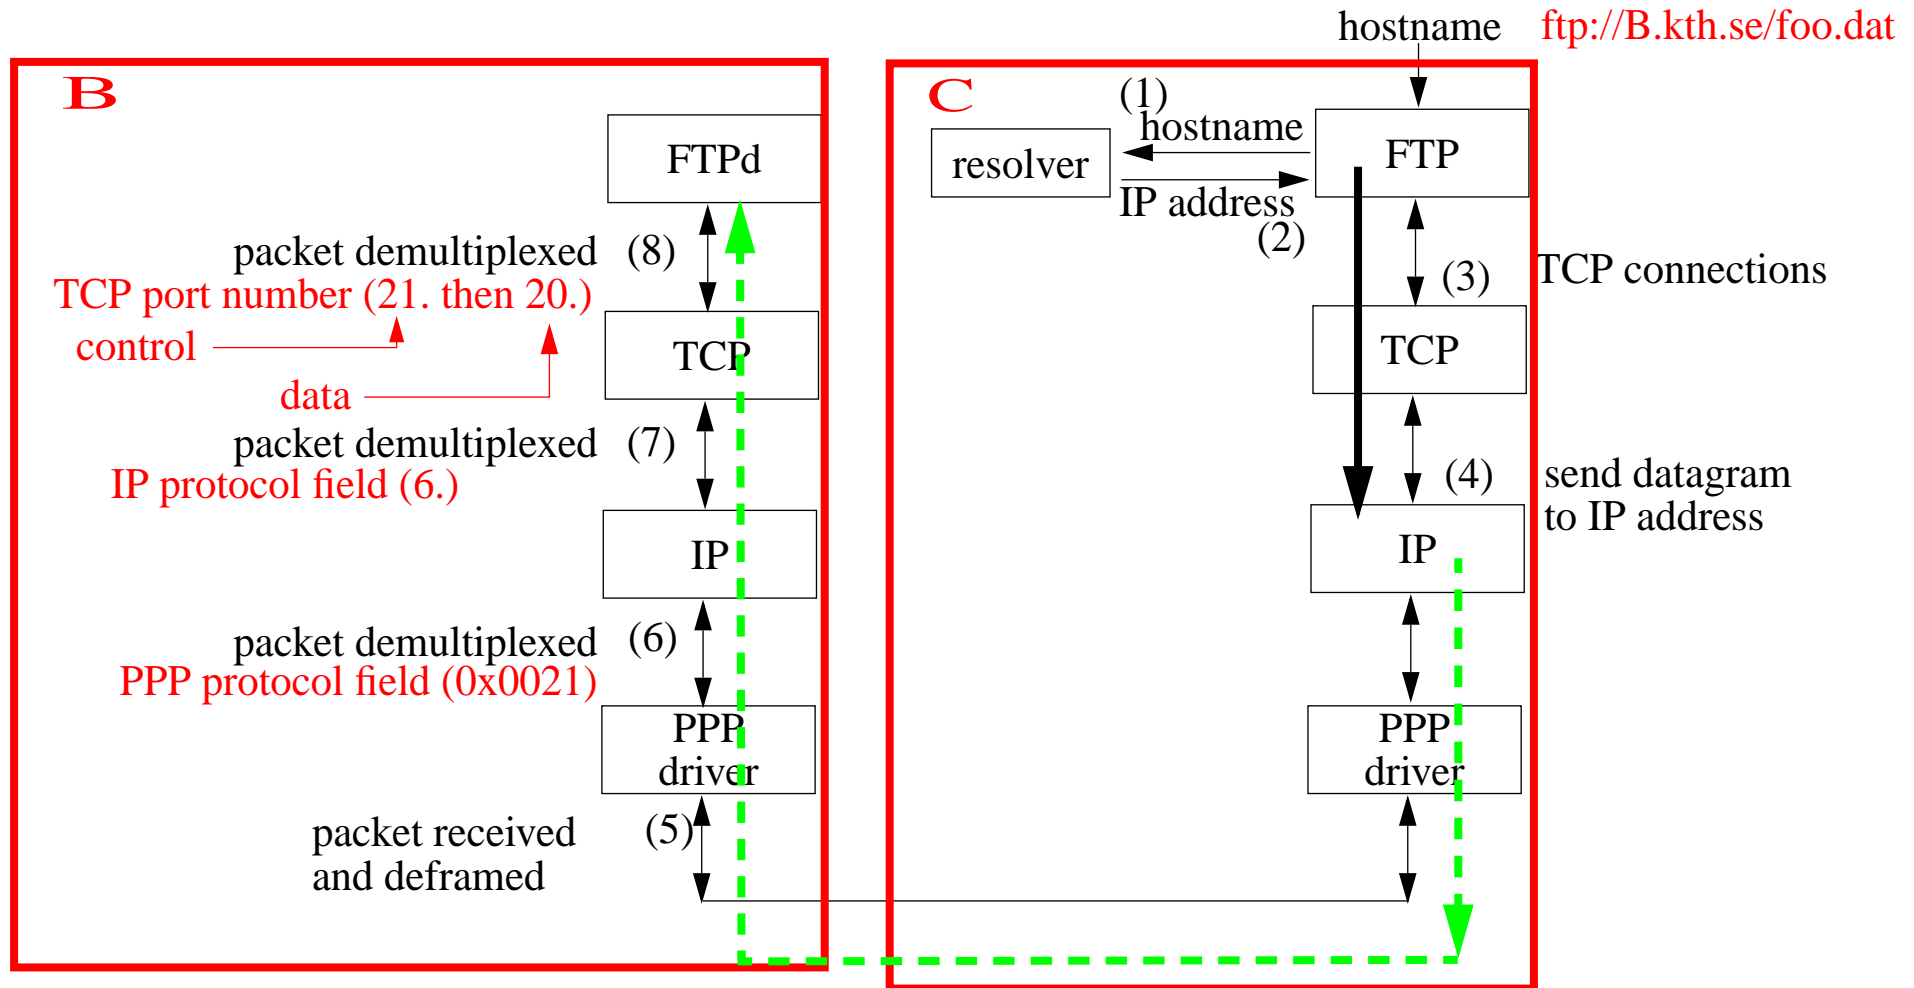 hostname ftp://B.kth.se/foo.dat
B
C
(1)
hostname
FTPd
resolver
FTP
IP address
(2)
packet demultiplexed (8)
TCP port number (21. then 20.)
(3)
TCP connections
control
TCP
TCP
data
packet demultiplexed (7)
IP protocol field (6.)
(4)
send datagram
to IP address
IP
IP
packet demultiplexed (6)
PPP protocol field (0x0021)
PPP
driver
PPP
driver
packet received
and deframed
(5)